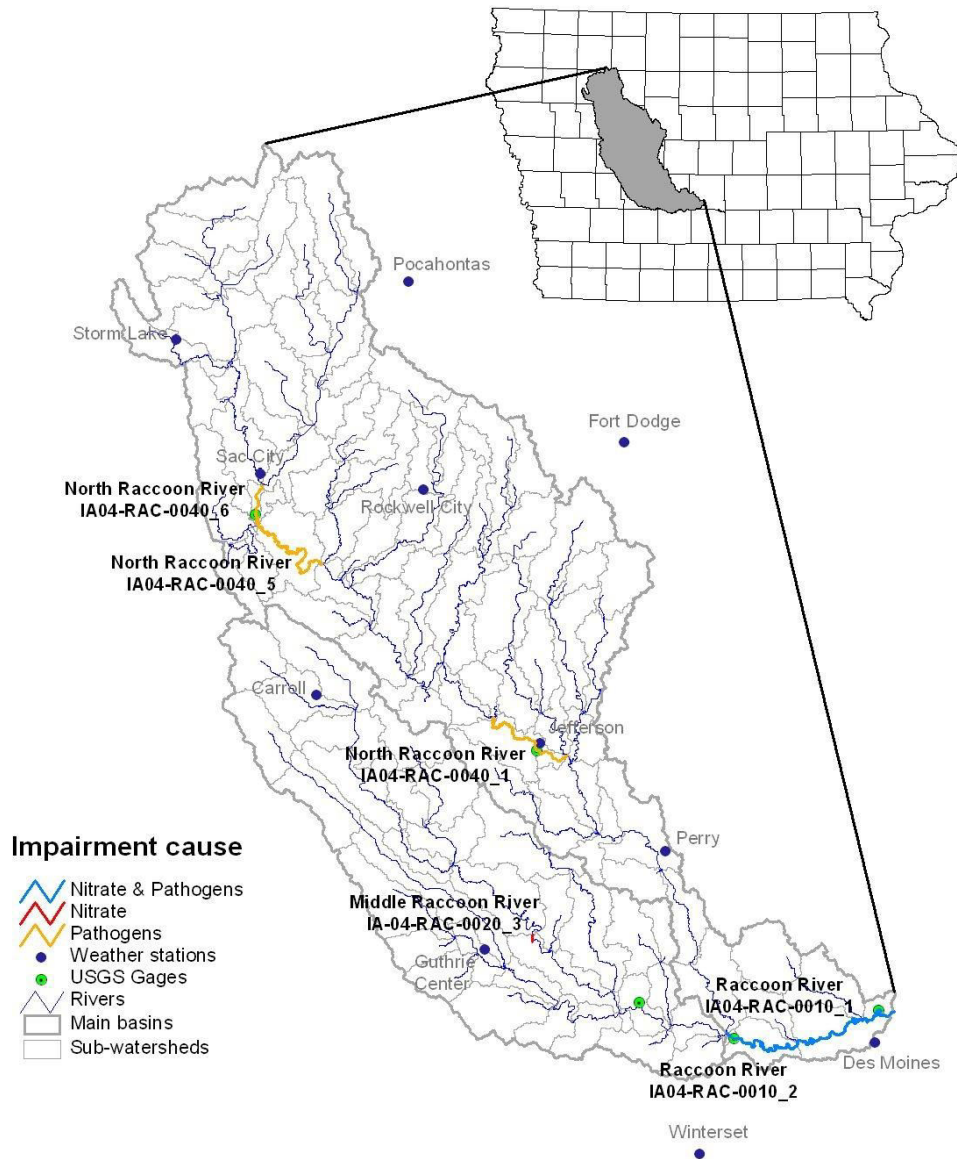 Pocahontas
Storm Lake
Fort Dodge
Sac City
North Raccoon River
IA04-RAC-0040_6
Rockwell City
North Raccoon River
IA04-RAC-0040_5
Carroll
Jefferson
North Raccoon River
IA04-RAC-0040_1
Perry
Impairment cause
Nitrate & Pathogens
Nitrate
Pathogens
Weather stations
USGS Gages
Rivers
Main basins
Sub-watersheds
Middle Raccoon River
IA-04-RAC-0020_3
Guthrie
Center
Raccoon River
IA04-RAC-0010_1
Des Moines
Raccoon River
IA04-RAC-0010_2
Winterset